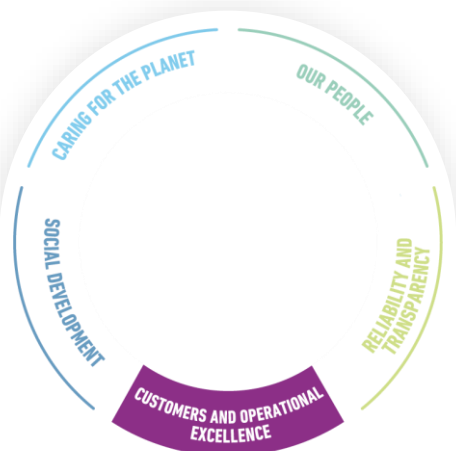 CARING FOR THE PLANET
OUR PEOPLE
SOCIAL DEVELOPMENT
RELIABILITY AND
TRANSPARENCY
CUSTOMERS AND OPERATIONAL
EXCELLENCE